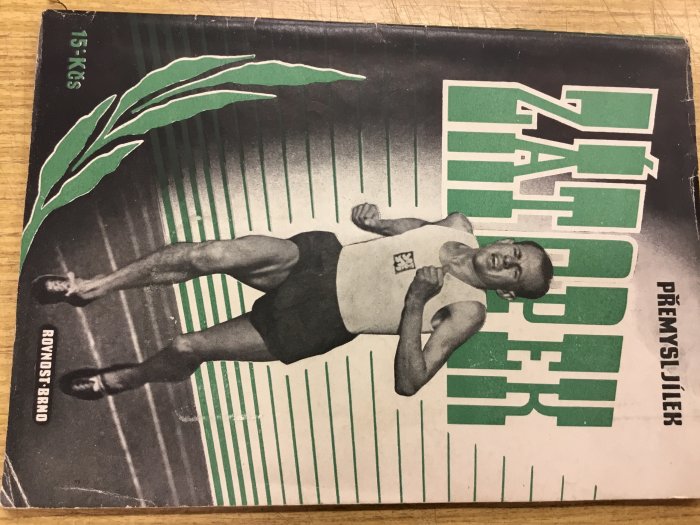 PŘEMYSL JÍLEK
ZÁTOPEK
15·-Kčs
ROVNOST·BRNO